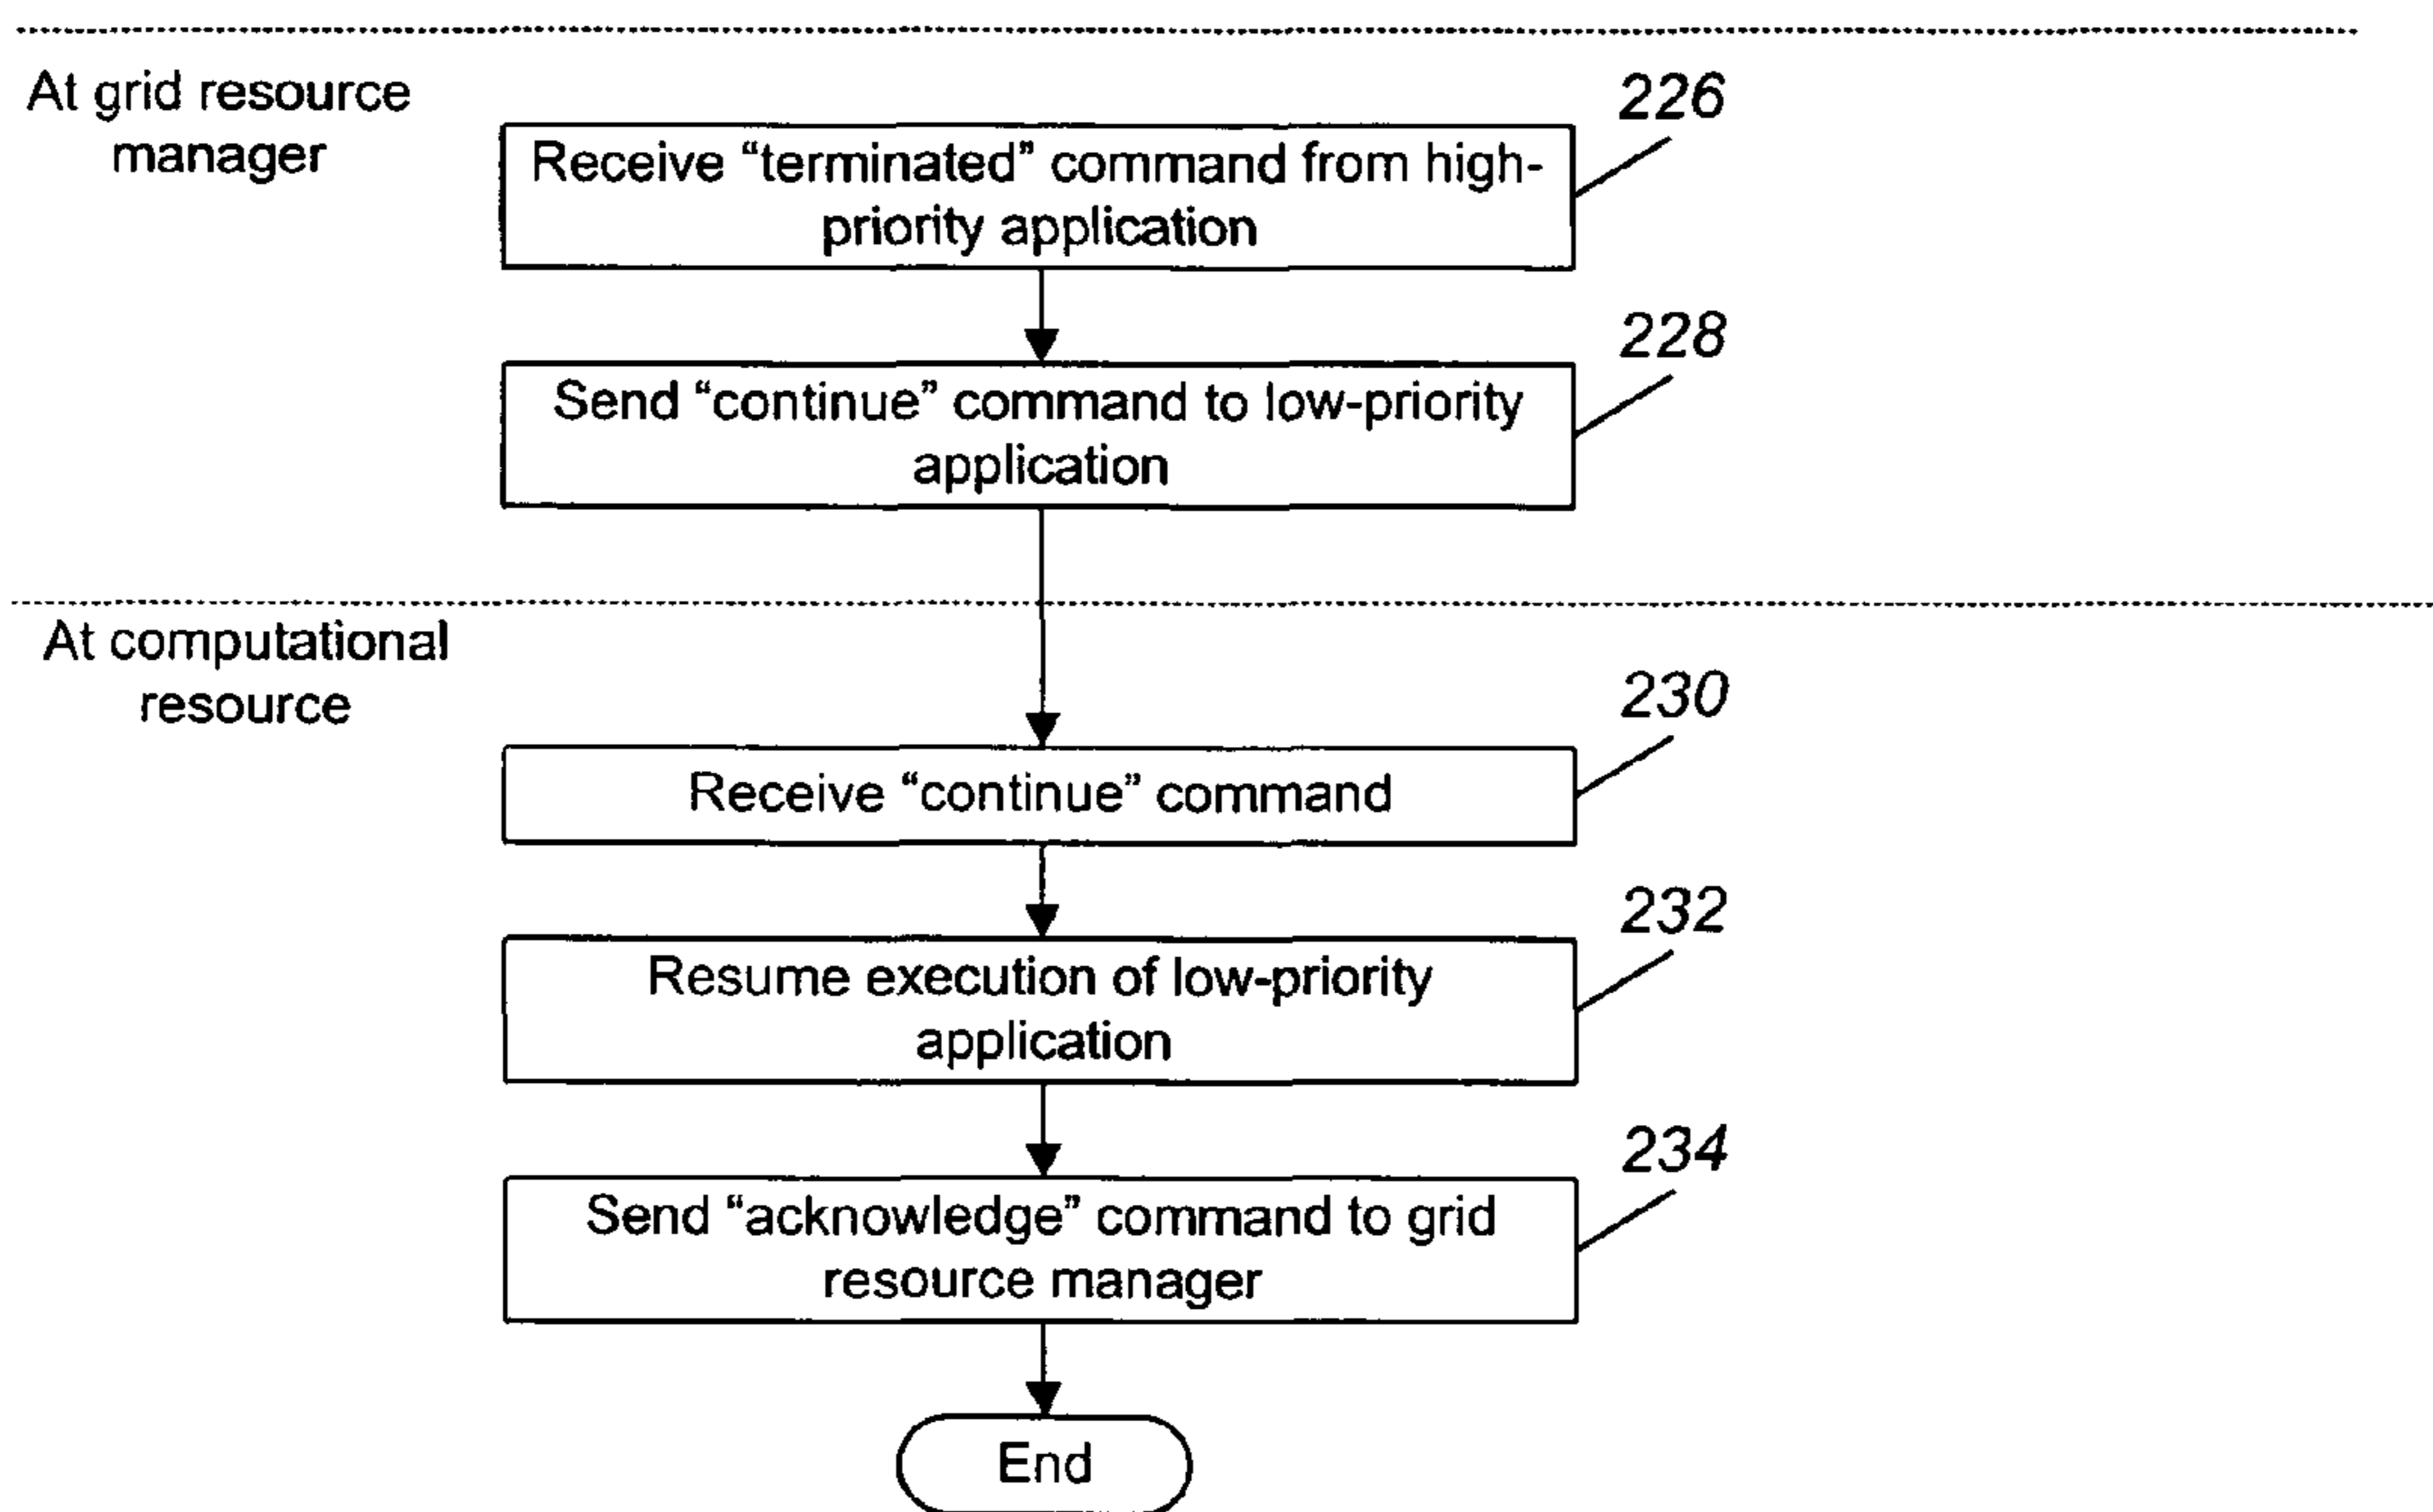 At grid resource
manager
226
Receive “terminated” command from high-
priority application
228
Send “continue” command to low-priority
application
At computational
resource
230
Receive “continue” command
232
Resume execution of low-priority
application
234
Send “acknowledge” command to grid
resource manager
End